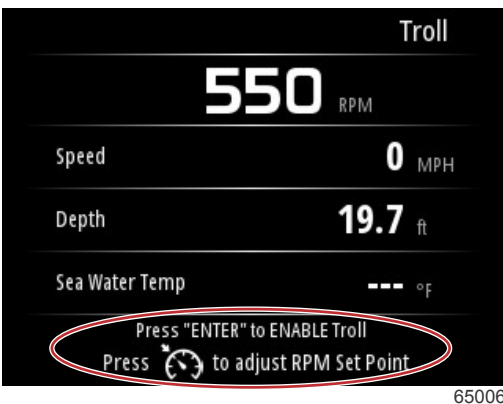 Troll
550 RPM
Speed 0 MPH
Depth 19.7 ft
Sea Water Temp --- °F
Press "ENTER" to ENABLE Troll
Press to adjust RPM Set Point
65006